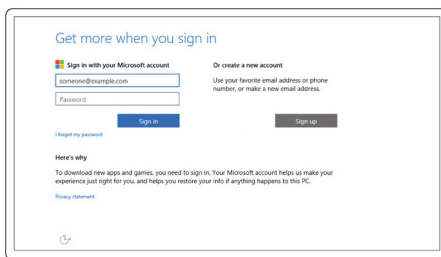 Get more when you sign in
Sign in with your Microsoft account
someone@example.com
Password
Sign in
I forgot my password
Or create a new account
Use your favorite email address or phone
number, or make a new email address.
Sign up
Here's why
To download new apps and games, you need to sign in. Your Microsoft account helps us make your
experience just right for you, and helps you restore your info if anything happens to this PC.
Privacy statement